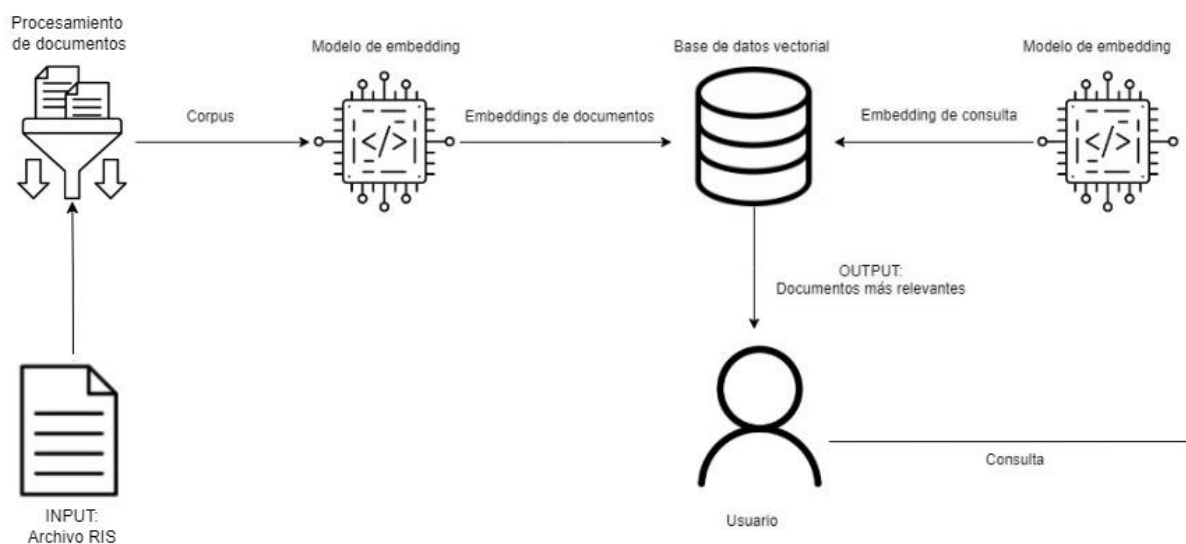 Procesamiento
de documentos
Modelo de embedding
Base de datos vectorial
Modelo de embedding
Corpus
Embeddings de documentos
Embedding de consulta
</>
</>
OUTPUT:
Documentos más relevantes
Consulta
INPUT:
Archivo RIS
Usuario